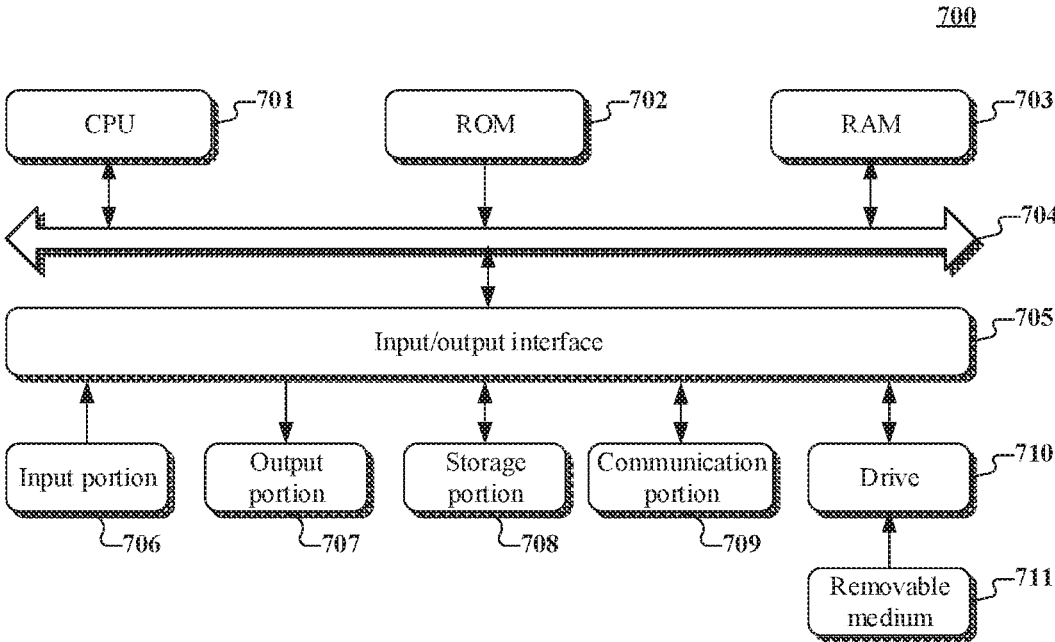 700
CPU
701
ROM
702
RAM
703
704
Input/output interface
705
Input portion
706
Output
portion
707
Storage
portion
708
Communication
portion
709
Drive
710
Removable
medium
711